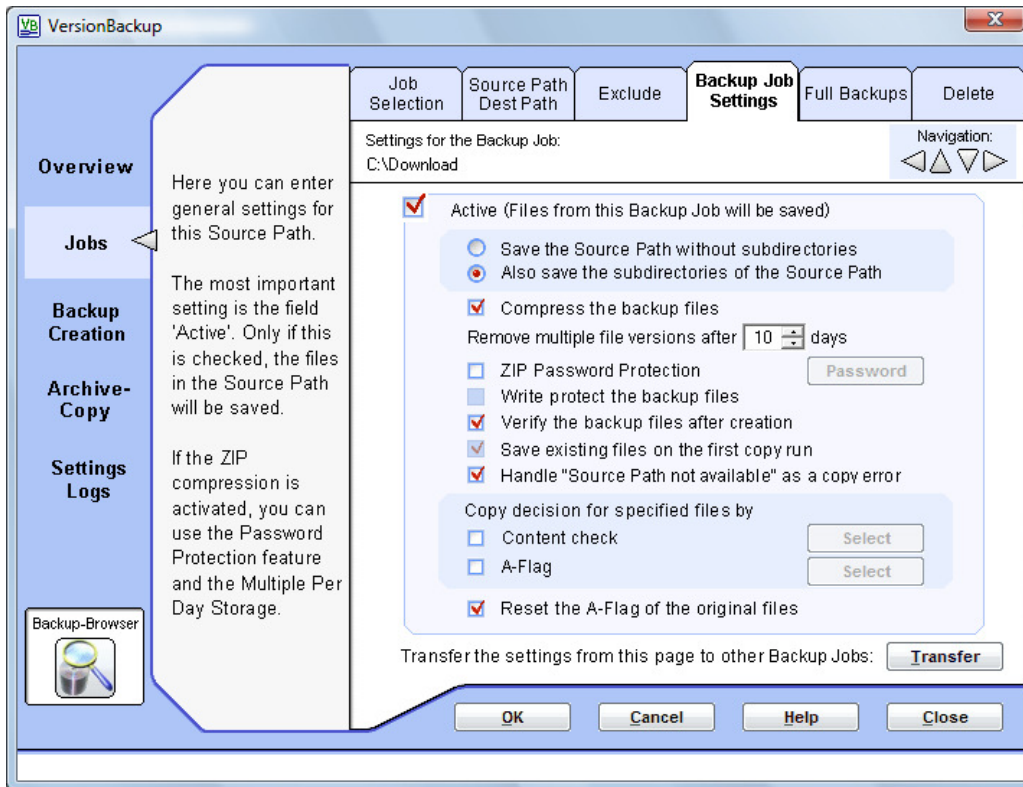 VB VersionBackup
x
Overview
Jobs
Backup
Creation
Archive-
Copy
Settings
Logs
Backup-Browser
Here you can enter
general settings for
this Source Path.
The most important
setting is the field
'Active'. Only if this
is checked, the files
in the Source Path
will be saved.
If the ZIP
compression is
activated, you can
use the Password
Protection feature
and the Multiple Per
Day Storage.
Job
Selection
Source Path
Dest Path
Exclude
Backup Job
Settings
Full Backups
Delete
Settings for the Backup Job:
C:\Download
Navigation:
Active (Files from this Backup Job will be saved)
Save the Source Path without subdirectories
Also save the subdirectories of the Source Path
Compress the backup files
Remove multiple file versions after 10 days
ZIP Password Protection Password
Write protect the backup files
Verify the backup files after creation
Save existing files on the first copy run
Handle "Source Path not available" as a copy error
Copy decision for specified files by
Content check Select
A-Flag Select
Reset the A-Flag of the original files
Transfer the settings from this page to other Backup Jobs: Transfer
OK Cancel Help Close